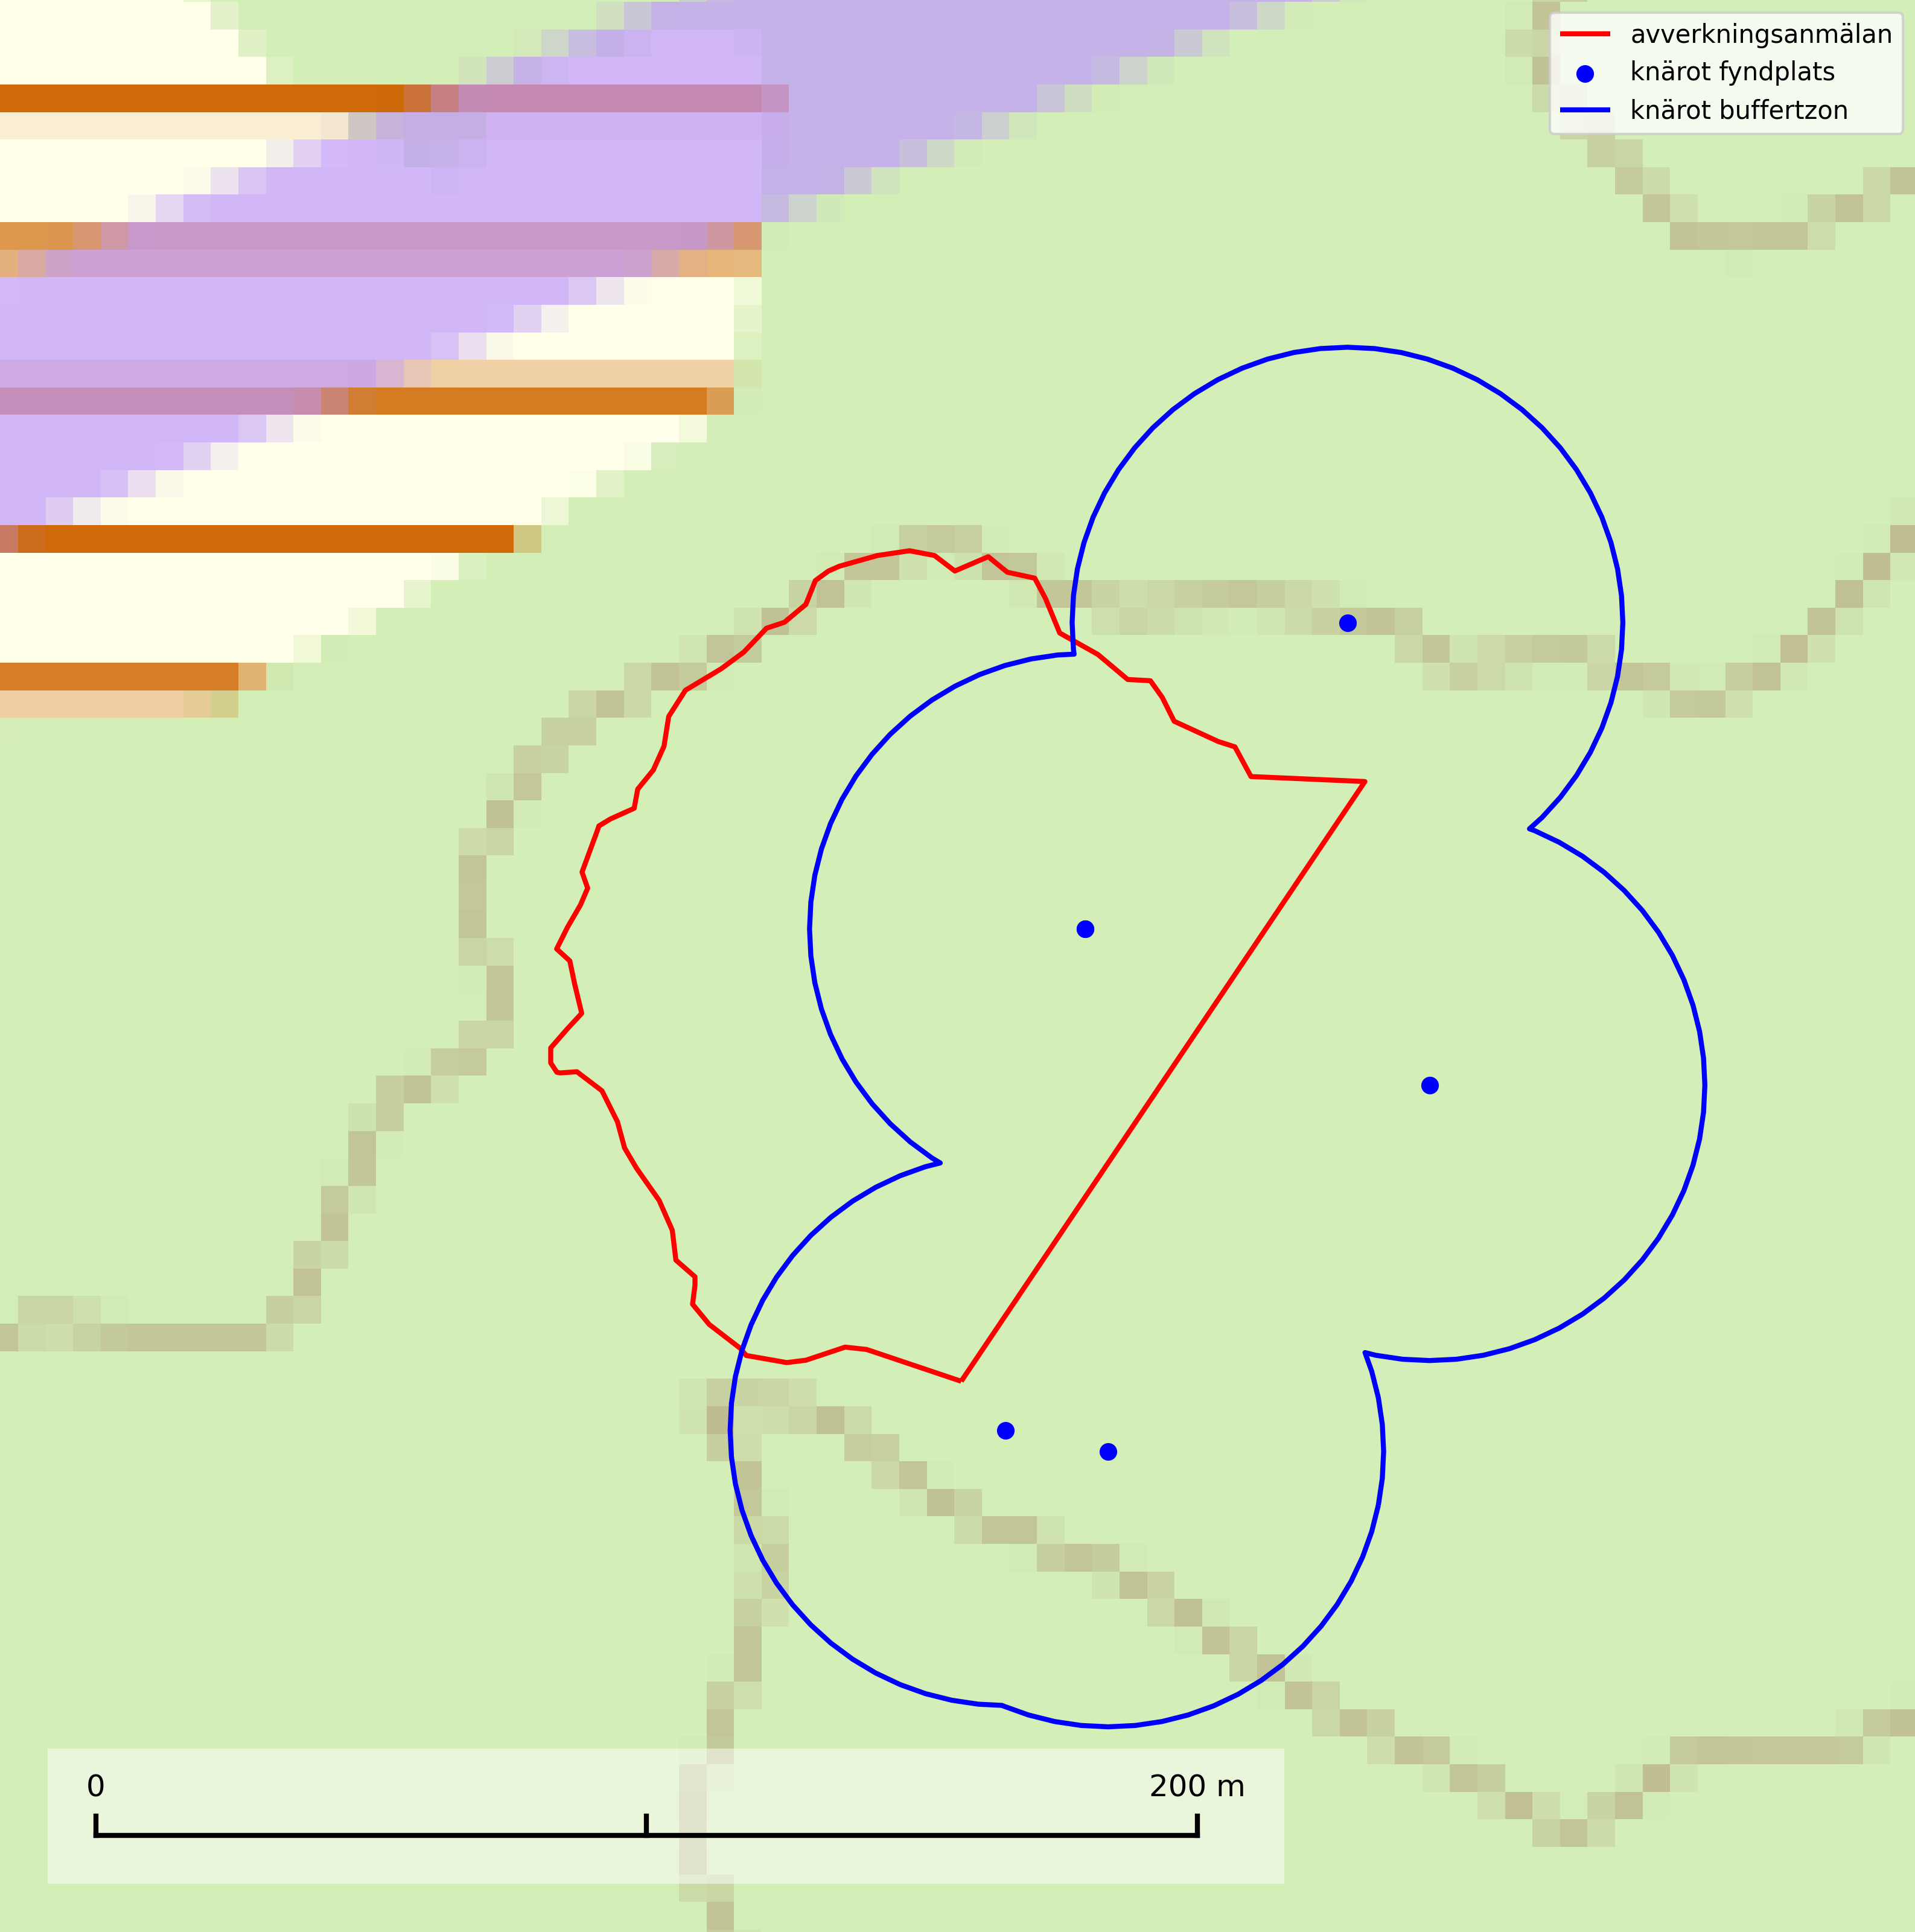 avverkningsanmälan
knärot fyndplats
knärot buffertzon
0 200 m